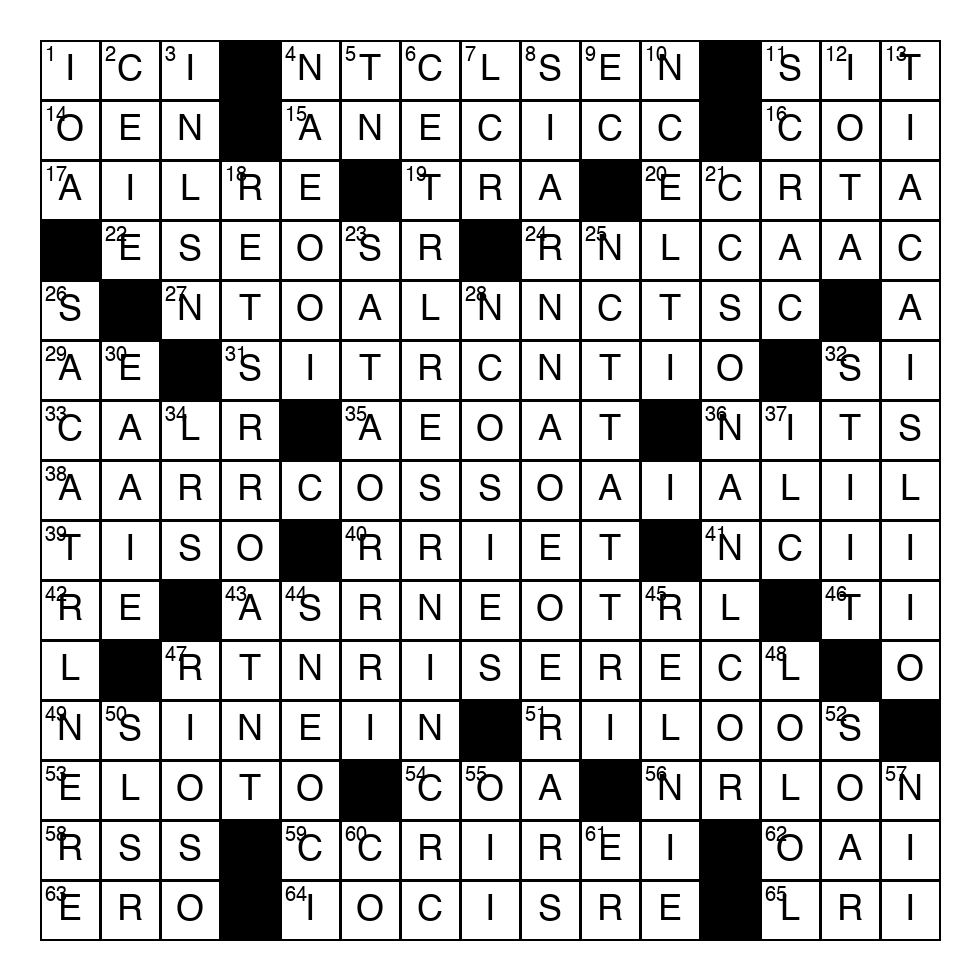 1 I 2 C 3 I 4 N 5 T 6 C 7 L 8 S 9 E 10 N 11 S 12 I 13 T
14 O E N 15 A N E C I C C 16 C O I
17 A I L 18 R E 19 T R A 20 E 21 C R T A
22 E S E O 23 S R 24 R 25 N L C A A C
26 S 27 N T O A L 28 N N C T S C A
29 A 30 E 31 S I T R C N T I O 32 S I
33 C A 34 L R 35 A E O A T 36 N 37 I T S
38 A A R R C O S S O A I A L I L
39 T I S O 40 R R I E T 41 N C I I
42 R E 43 A 44 S R N E O T 45 R L 46 T I
L 47 R T N R I S E R E C 48 L O
49 N 50 S I N E I N 51 R I L O O 52 S
53 E L O T O 54 C 55 O A 56 N R L O 57 N
58 R S S 59 C 60 C R I R 61 E I 62 O A I
63 E R O 64 I O C I S R E 65 L R I